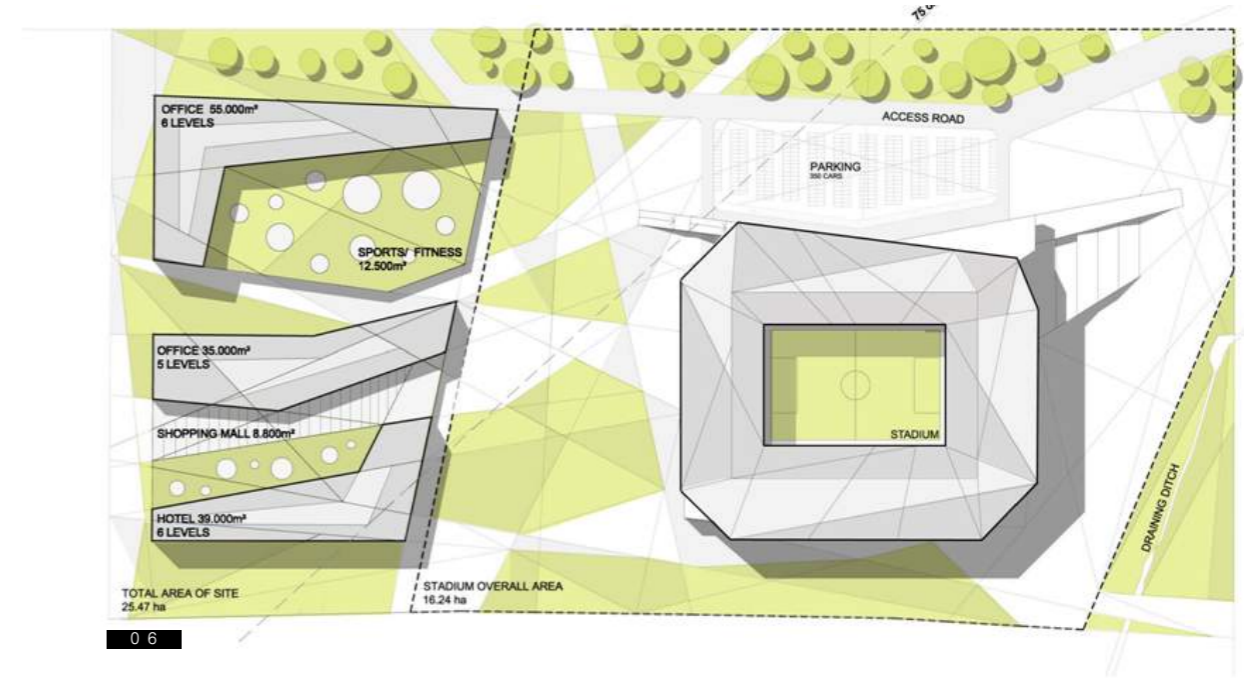 OFFICE 55.000m²
6 LEVELS
ACCESS ROAD
PARKING
350 CARS
SPORTS/ FITNESS
12.500m²
OFFICE 35.000m²
5 LEVELS
SHOPPING MALL 8.800m²
STADIUM
HOTEL 39.000m²
6 LEVELS
DRAINING DITCH
TOTAL AREA OF SITE
25.47 ha
STADIUM OVERALL AREA
16.24 ha
06